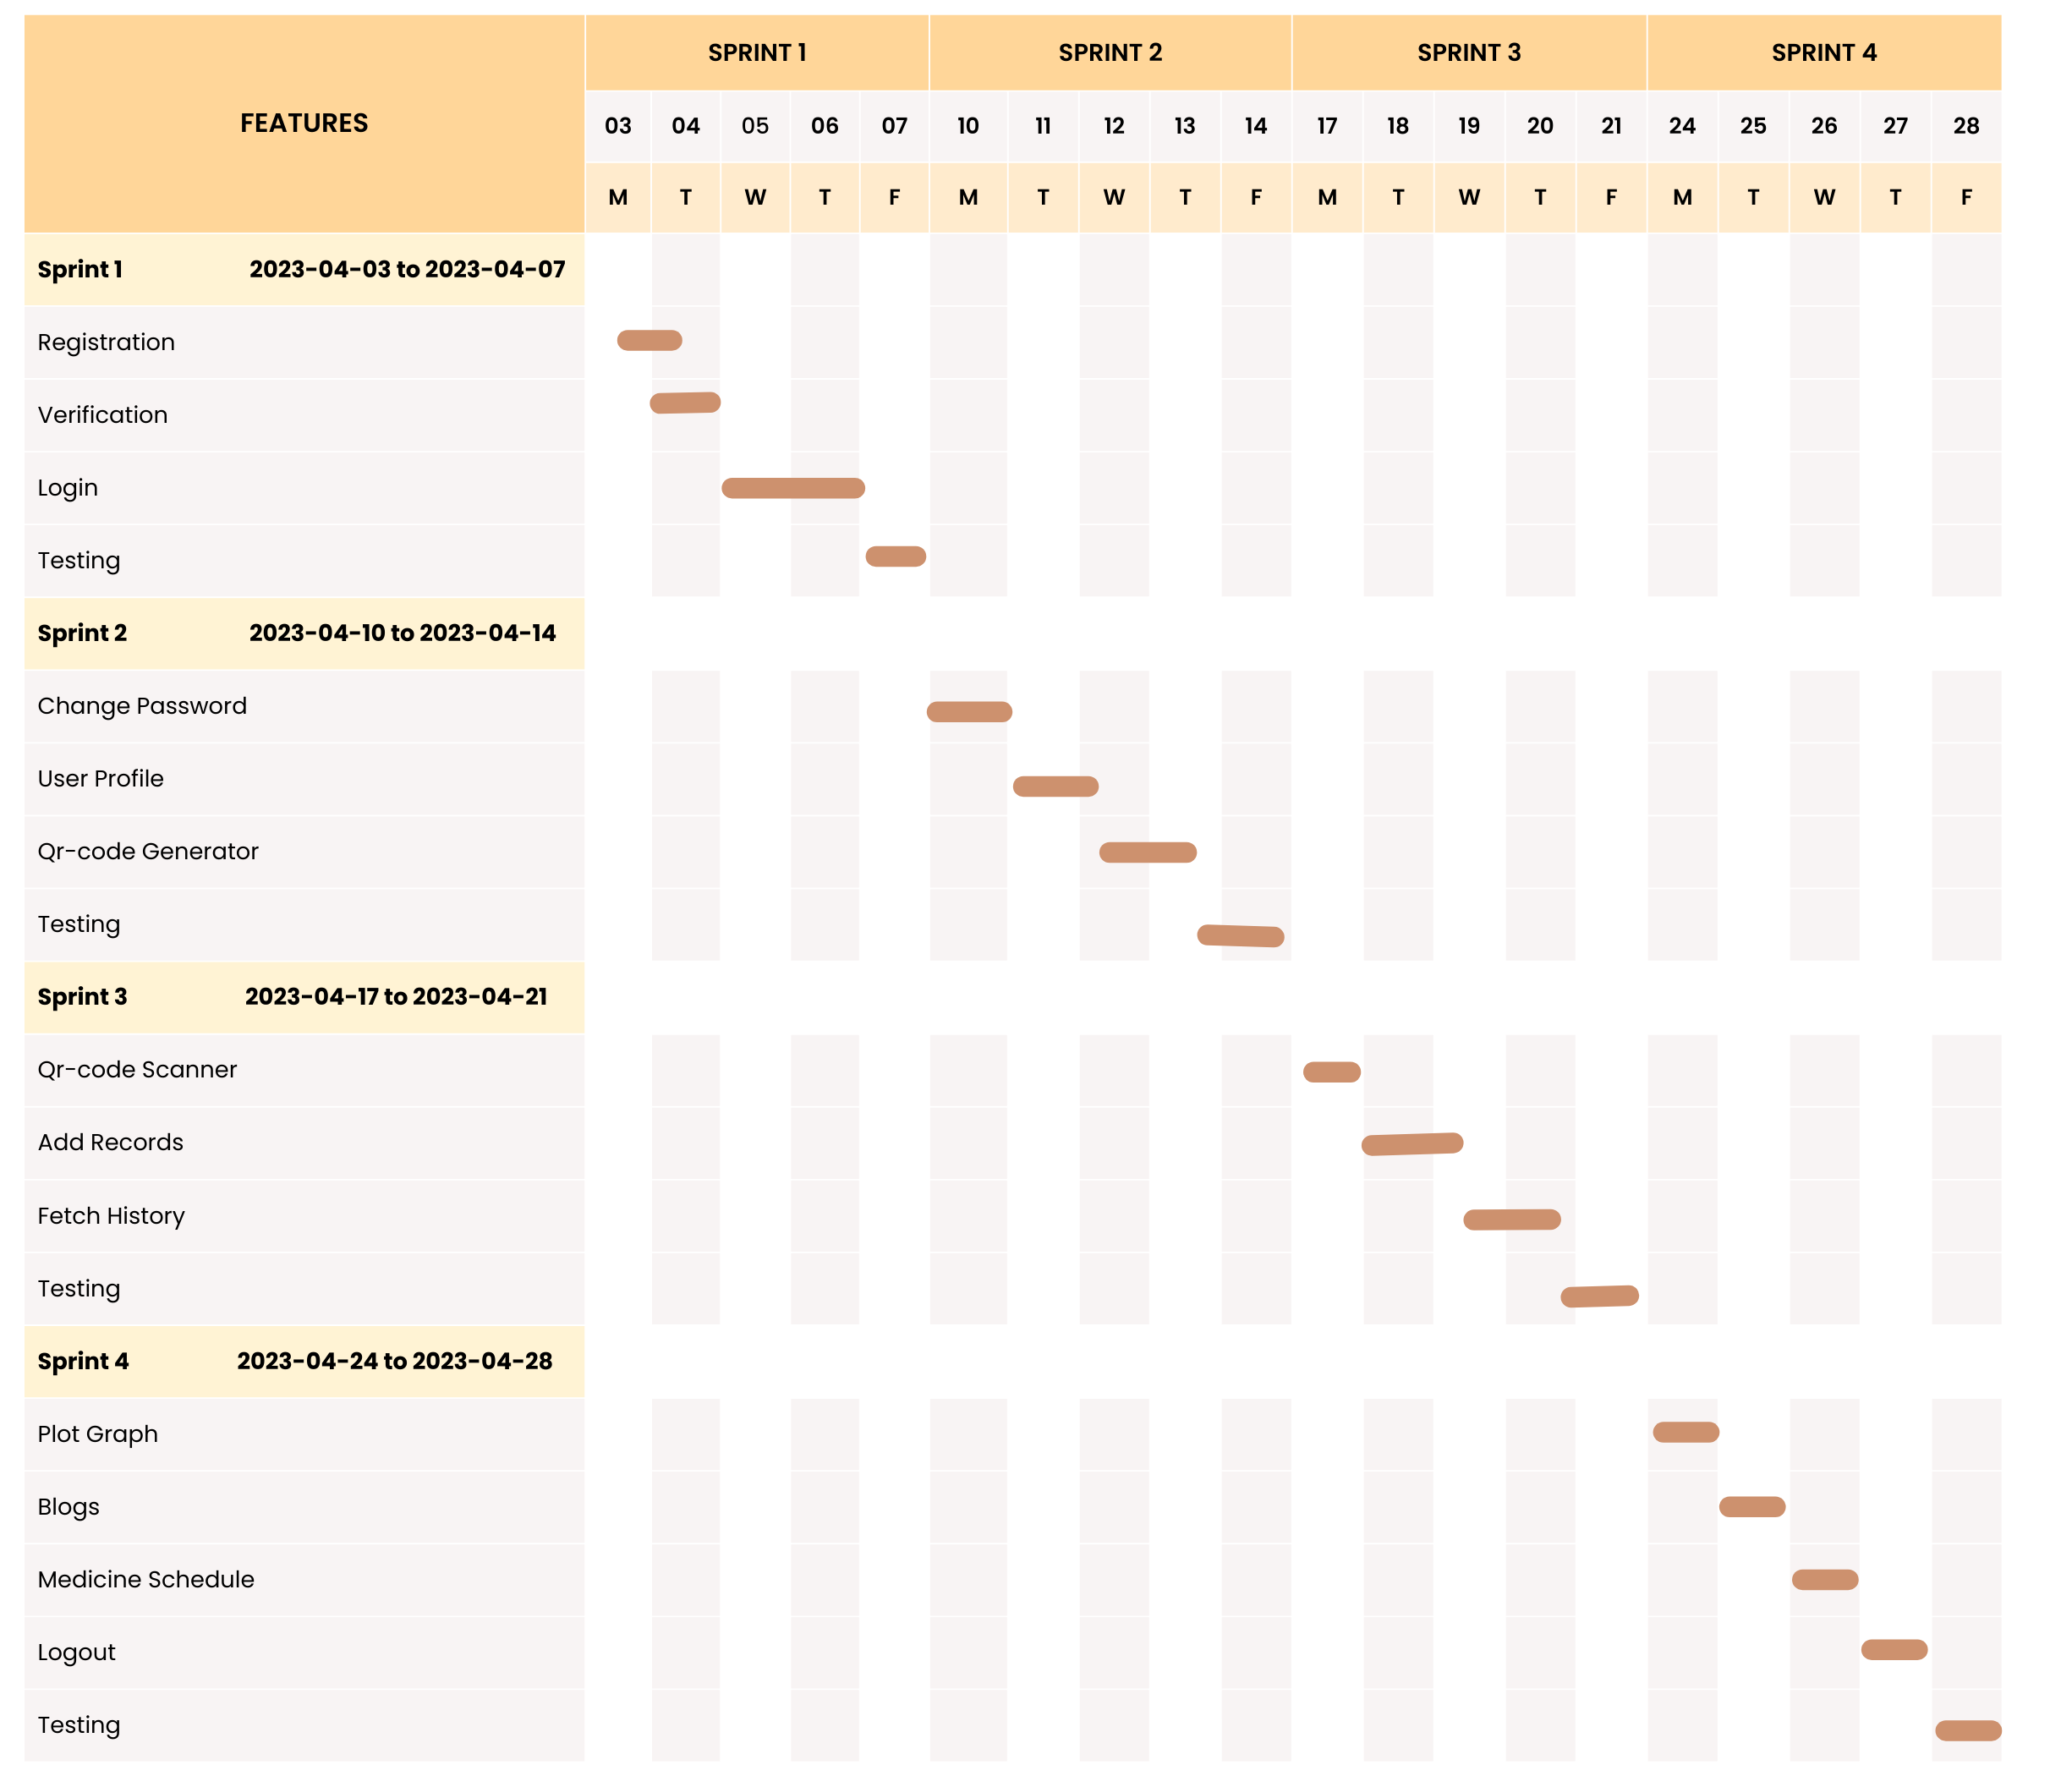 FEATURES
SPRINT 1 SPRINT 2 SPRINT 3 SPRINT 4
03 04 05 06 07 10 11 12 13 14 17 18 19 20 21 24 25 26 27 28
M T W T F M T W T F M T W T F M T W T F
Sprint 1 2023-04-03 to 2023-04-07
Registration
Verification
Login
Testing
Sprint 2 2023-04-10 to 2023-04-14
Change Password
User Profile
Qr-code Generator
Testing
Sprint 3 2023-04-17 to 2023-04-21
Qr-code Scanner
Add Records
Fetch History
Testing
Sprint 4 2023-04-24 to 2023-04-28
Plot Graph
Blogs
Medicine Schedule
Logout
Testing